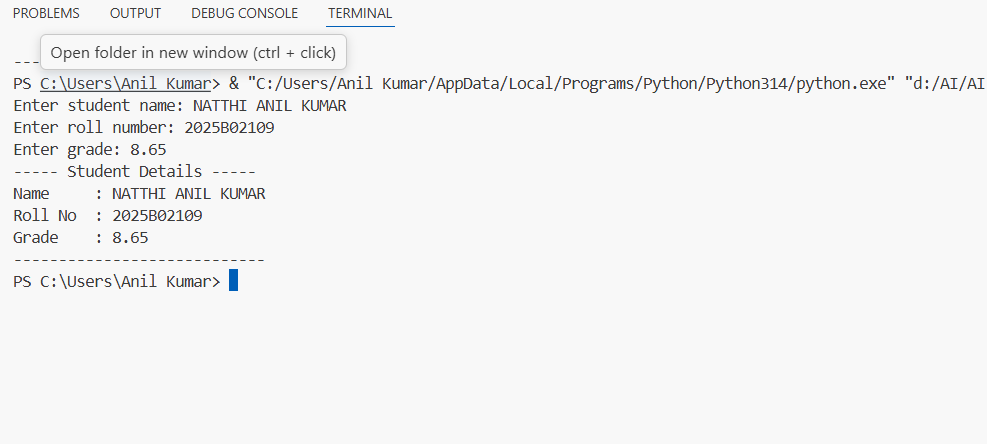 PROBLEMS OUTPUT DEBUG CONSOLE TERMINAL
Open folder in new window (ctrl + click)
---
PS C:\Users\Anil Kumar> & "C:/Users/Anil Kumar/AppData/Local/Programs/Python/Python314/python.exe" "d:/AI/AI
Enter student name: NATTHI ANIL KUMAR
Enter roll number: 2025B02109
Enter grade: 8.65
----- Student Details -----
Name     : NATTHI ANIL KUMAR
Roll No  : 2025B02109
Grade    : 8.65
----------------------------
PS C:\Users\Anil Kumar>